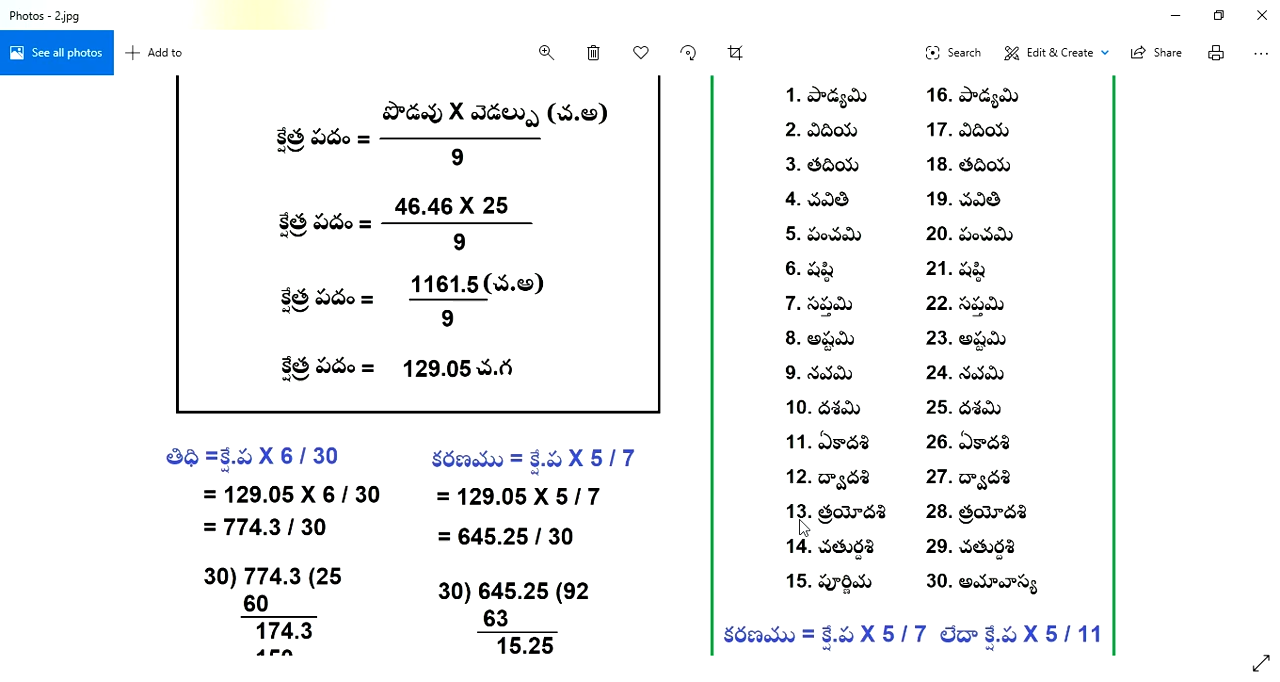 Photos - 2.jpg
See all photos
Add to
Search
Edit & Create
Share
క్షేత్ర పదం = పొడవు X వెడల్పు (చ.అ)
9
క్షేత్ర పదం = 46.46 X 25
9
క్షేత్ర పదం = 1161.5 (చ.అ)
9
క్షేత్ర పదం = 129.05 చ.గ
తిధి =క్షే.ప X 6 / 30
= 129.05 X 6 / 30
= 774.3 / 30
30) 774.3 (25
60
174.3
150
కరణము = క్షే.ప X 5 / 7
= 129.05 X 5 / 7
= 645.25 / 30
30) 645.25 (92
63
15.25
1. పాడ్యమి
2. విదియ
3. తదియ
4. చవితి
5. పంచమి
6. షష్ఠి
7. సప్తమి
8. అష్టమి
9. నవమి
10. దశమి
11. ఏకాదశి
12. ద్వాదశి
13. త్రయోదశి
14. చతుర్దశి
15. పూర్ణిమ
16. పాడ్యమి
17. విదియ
18. తదియ
19. చవితి
20. పంచమి
21. షష్ఠి
22. సప్తమి
23. అష్టమి
24. నవమి
25. దశమి
26. ఏకాదశి
27. ద్వాదశి
28. త్రయోదశి
29. చతుర్దశి
30. అమావాస్య
కరణము = క్షే.ప X 5 / 7 లేదా క్షే.ప X 5 / 11